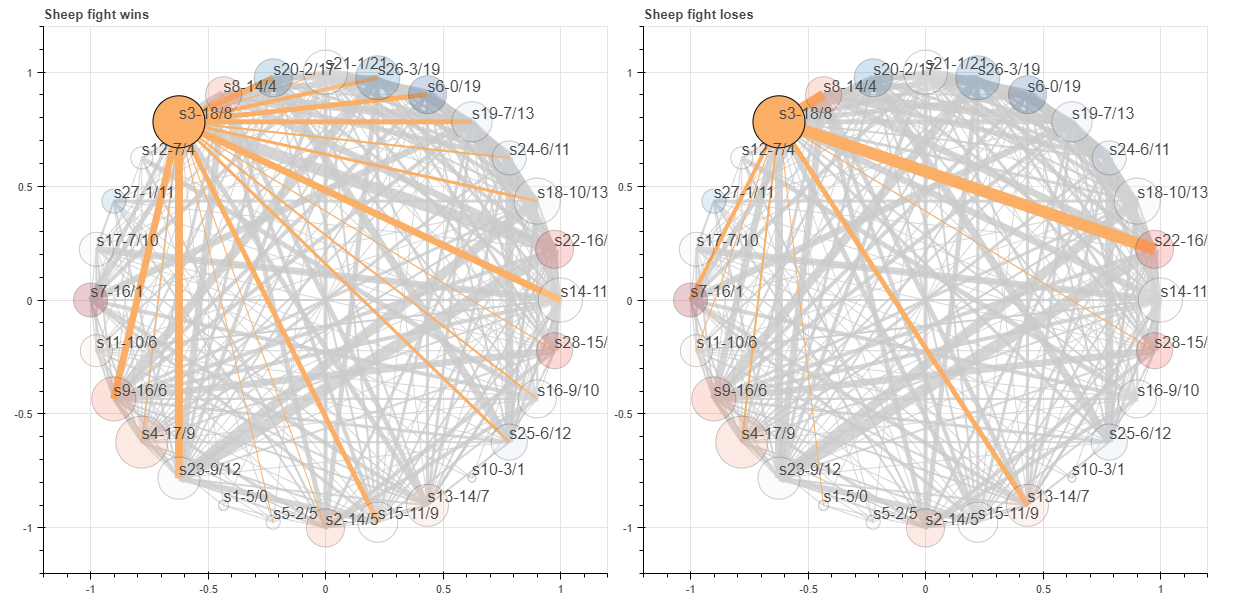 Sheep fight wins
s20-2/17
s21-1/21
s26-3/19
s8-14/4
s6-0/19
s3-18/8
s19-7/13
s12-7/4
s24-6/11
s27-1/11
s18-10/13
s17-7/10
s22-16/
s7-16/1
s14-11
s11-10/6
s28-15/
s9-16/6
s16-9/10
s4-17/9
s25-6/12
s23-9/12
s10-3/1
s1-5/0
s13-14/7
s5-2/5
s2-14/5
s15-11/9
1
0.5
0
-0.5
-1
-1
-0.5
0
0.5
1
Sheep fight loses
s20-2/17
s21-1/21
s26-3/19
s8-14/4
s6-0/19
s3-18/8
s19-7/13
s12-7/4
s24-6/11
s27-1/11
s18-10/13
s17-7/10
s22-16/
s7-16/1
s14-11
s11-10/6
s28-15/
s9-16/6
s16-9/10
s4-17/9
s25-6/12
s23-9/12
s10-3/1
s1-5/0
s13-14/7
s5-2/5
s2-14/5
s15-11/9
1
0.5
0
-0.5
-1
-1
-0.5
0
0.5
1